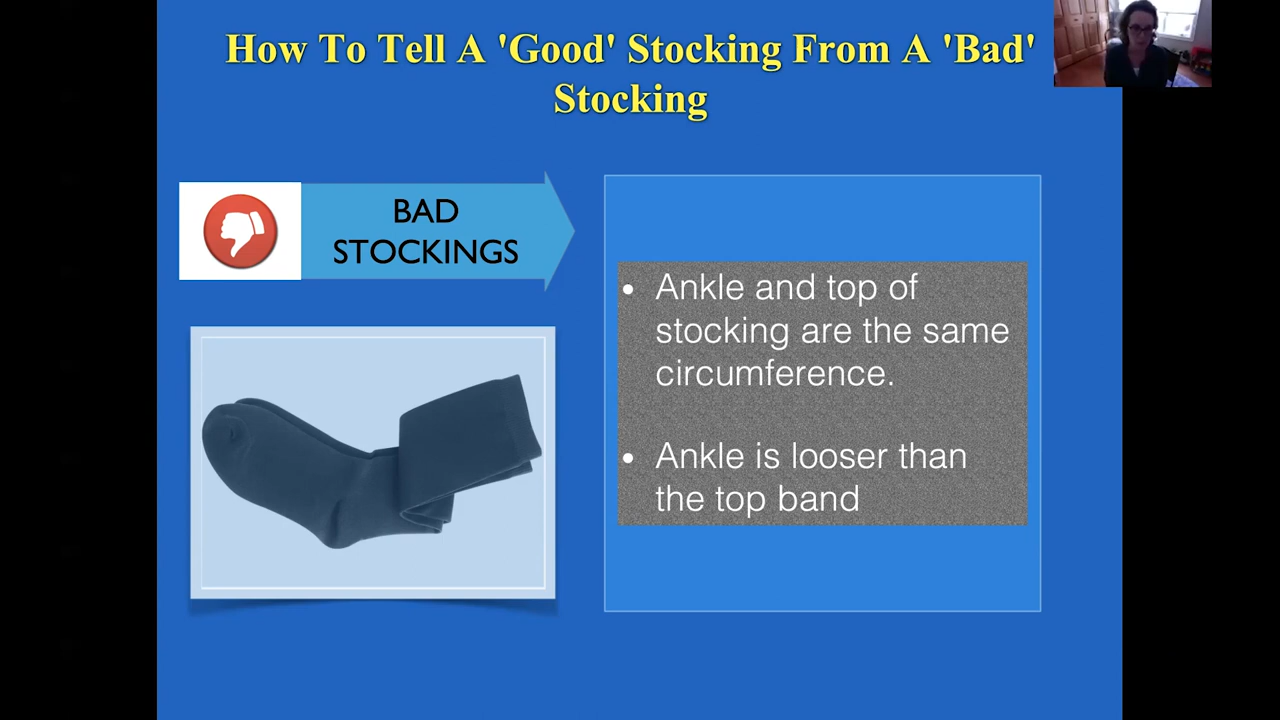 How To Tell A 'Good' Stocking From A 'Bad'
Stocking
BAD
STOCKINGS
• Ankle and top of
stocking are the same
circumference.
• Ankle is looser than
the top band